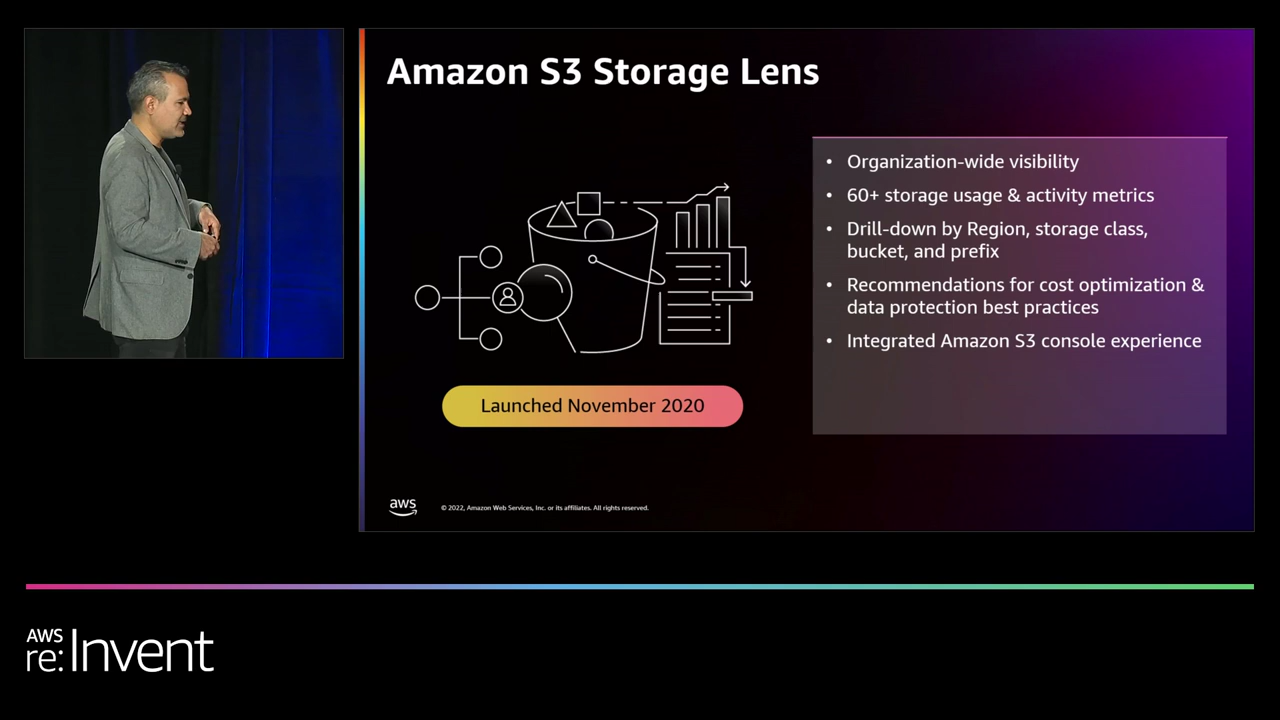 Amazon S3 Storage Lens
• Organization-wide visibility
• 60+ storage usage & activity metrics
• Drill-down by Region, storage class,
bucket, and prefix
• Recommendations for cost optimization &
data protection best practices
• Integrated Amazon S3 console experience
Launched November 2020
aws
© 2022, Amazon Web Services, Inc. or its affiliates. All rights reserved.
AWS
re:Invent